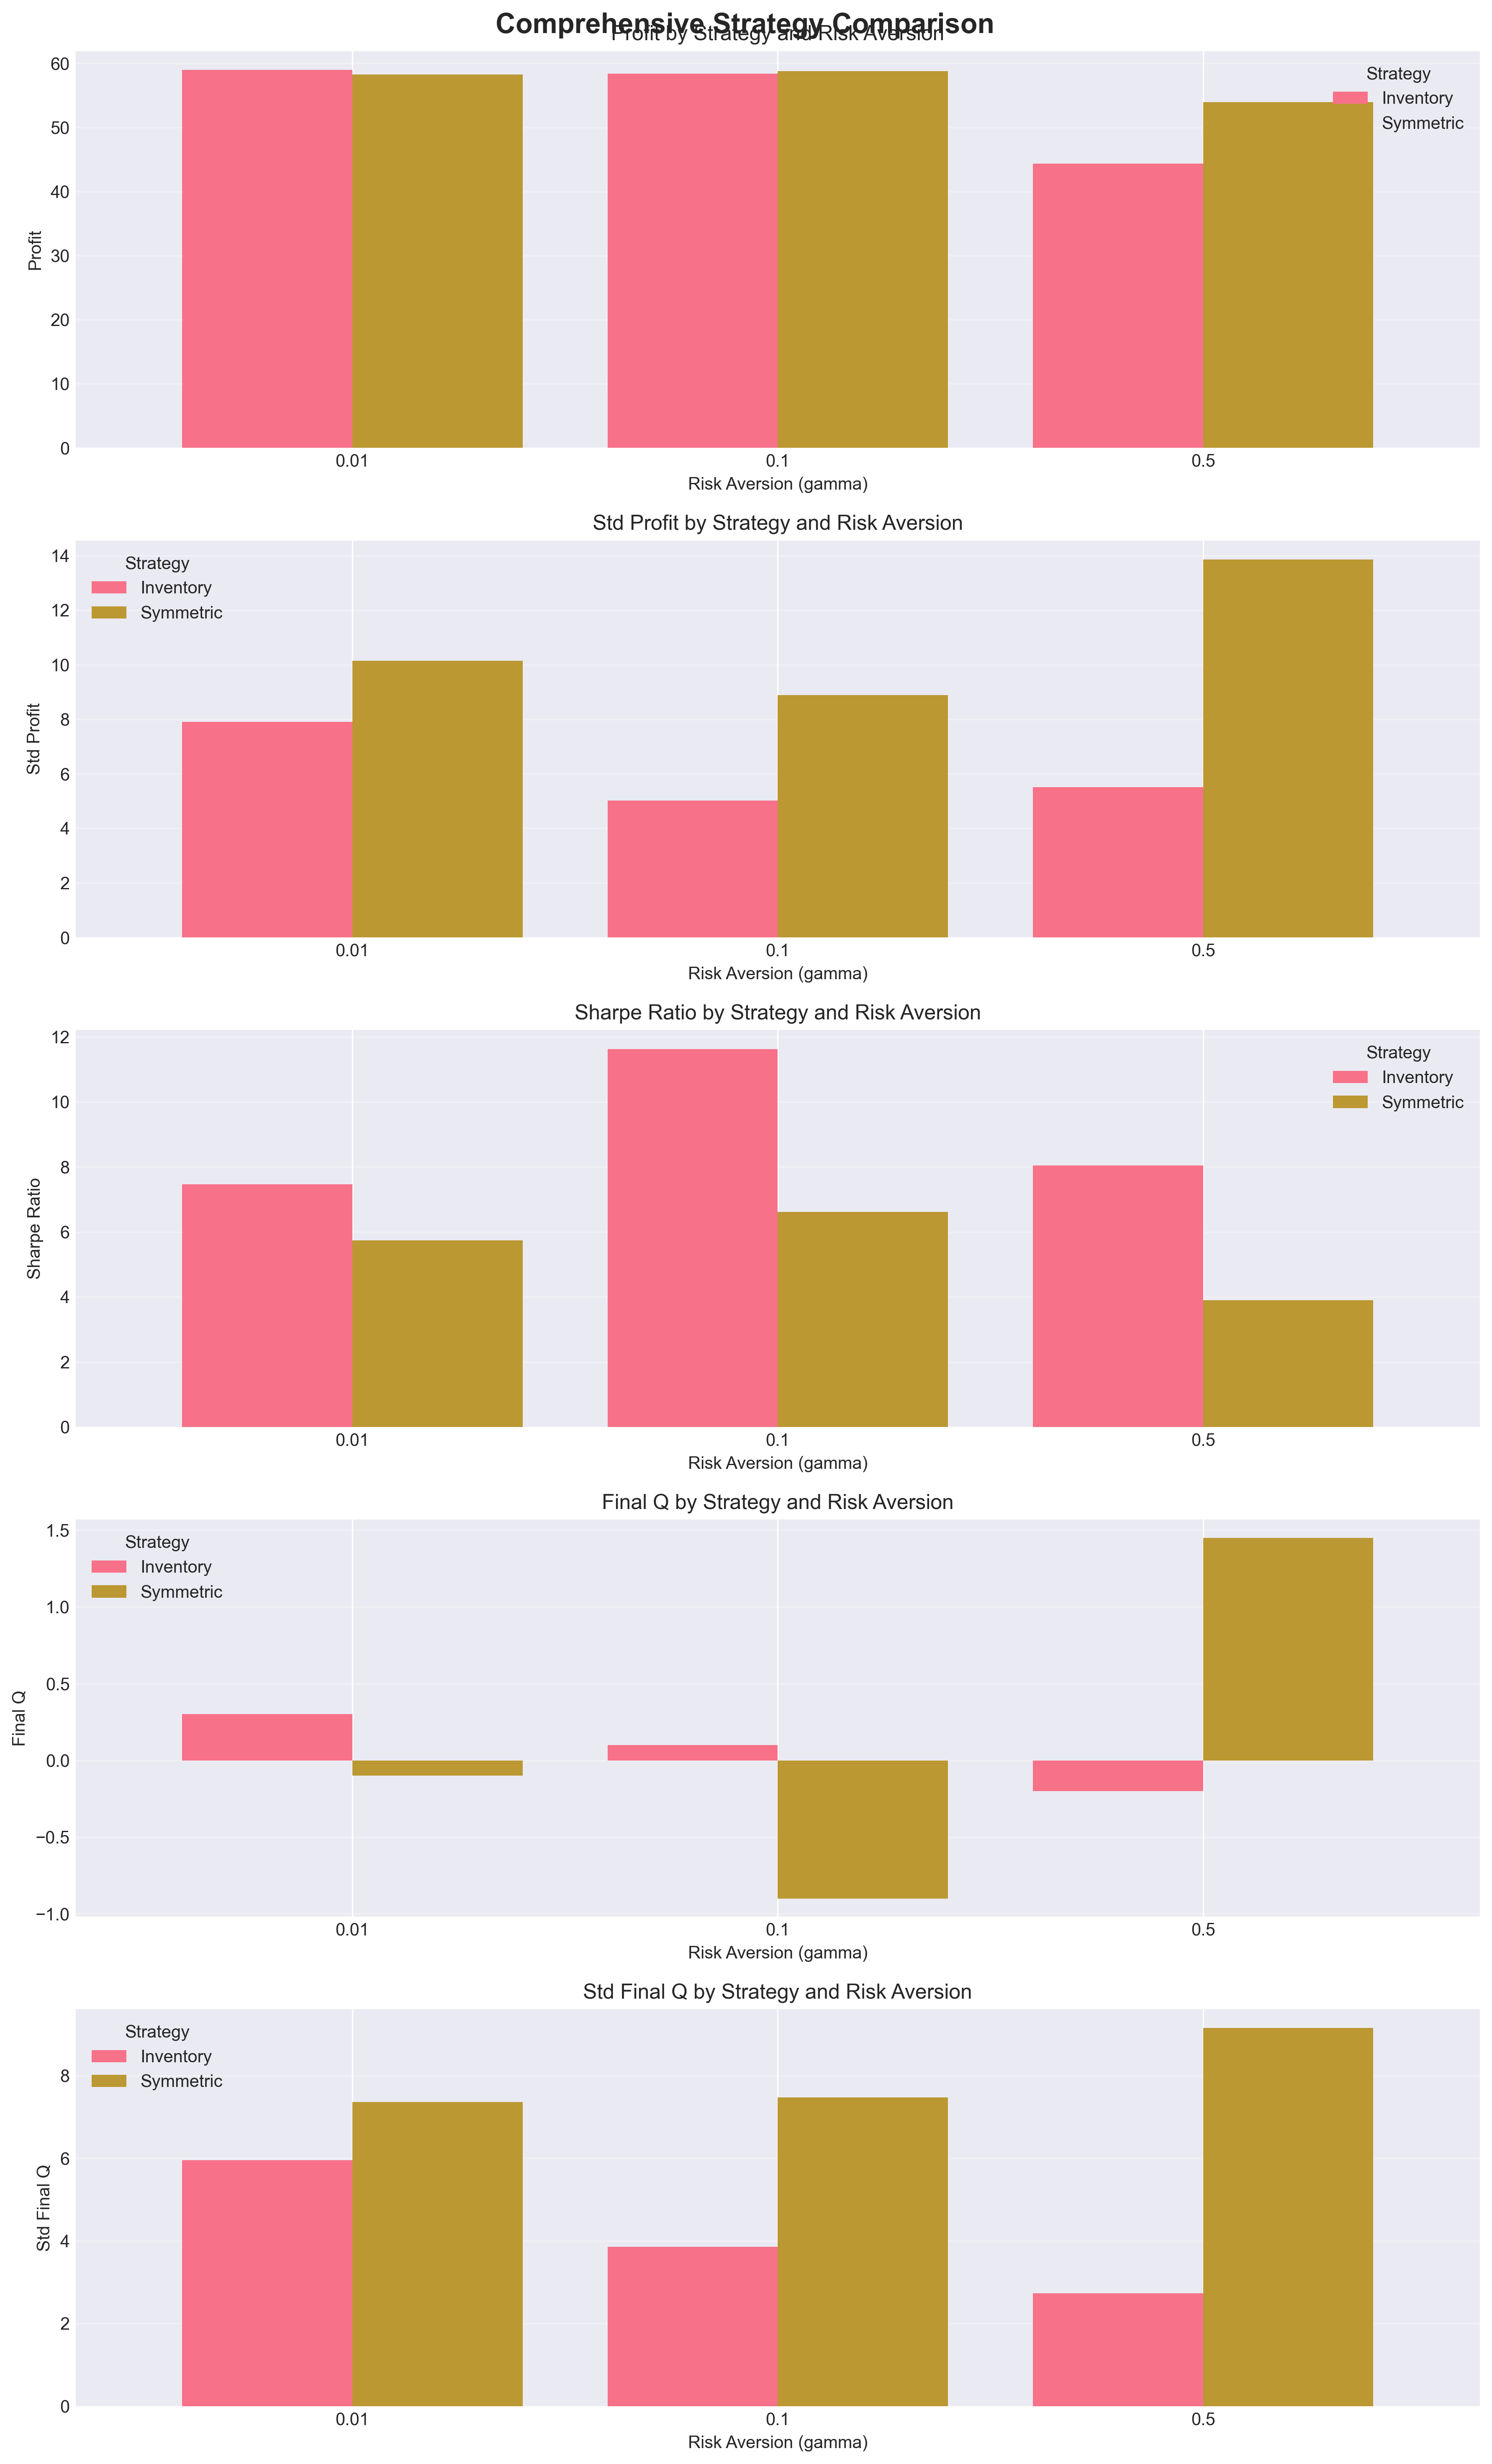 Comprehensive Strategy Comparison
Profit by Strategy and Risk Aversion
60
50
40
30
20
10
0
Profit
Strategy
Inventory
Symmetric
0.01 0.1 0.5
Risk Aversion (gamma)
Std Profit by Strategy and Risk Aversion
14
12
10
8
6
4
2
0
Std Profit
Strategy
Inventory
Symmetric
0.01 0.1 0.5
Risk Aversion (gamma)
Sharpe Ratio by Strategy and Risk Aversion
12
10
8
6
4
2
0
Sharpe Ratio
Strategy
Inventory
Symmetric
0.01 0.1 0.5
Risk Aversion (gamma)
Final Q by Strategy and Risk Aversion
1.5
1.0
0.5
0.0
−0.5
−1.0
Final Q
Strategy
Inventory
Symmetric
0.01 0.1 0.5
Risk Aversion (gamma)
Std Final Q by Strategy and Risk Aversion
8
6
4
2
0
Std Final Q
Strategy
Inventory
Symmetric
0.01 0.1 0.5
Risk Aversion (gamma)